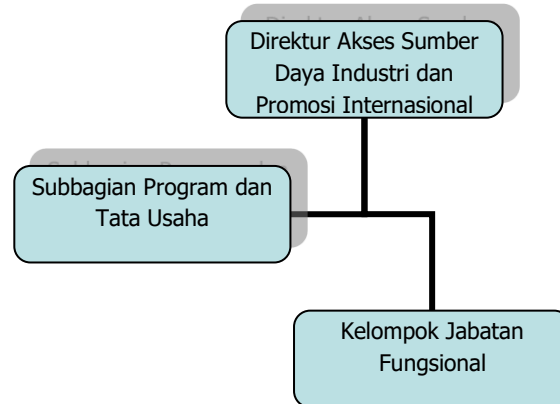 Direktur Akses Sumber
Daya Industri dan
Promosi Internasional
Subbagian Program dan
Tata Usaha
Kelompok Jabatan
Fungsional